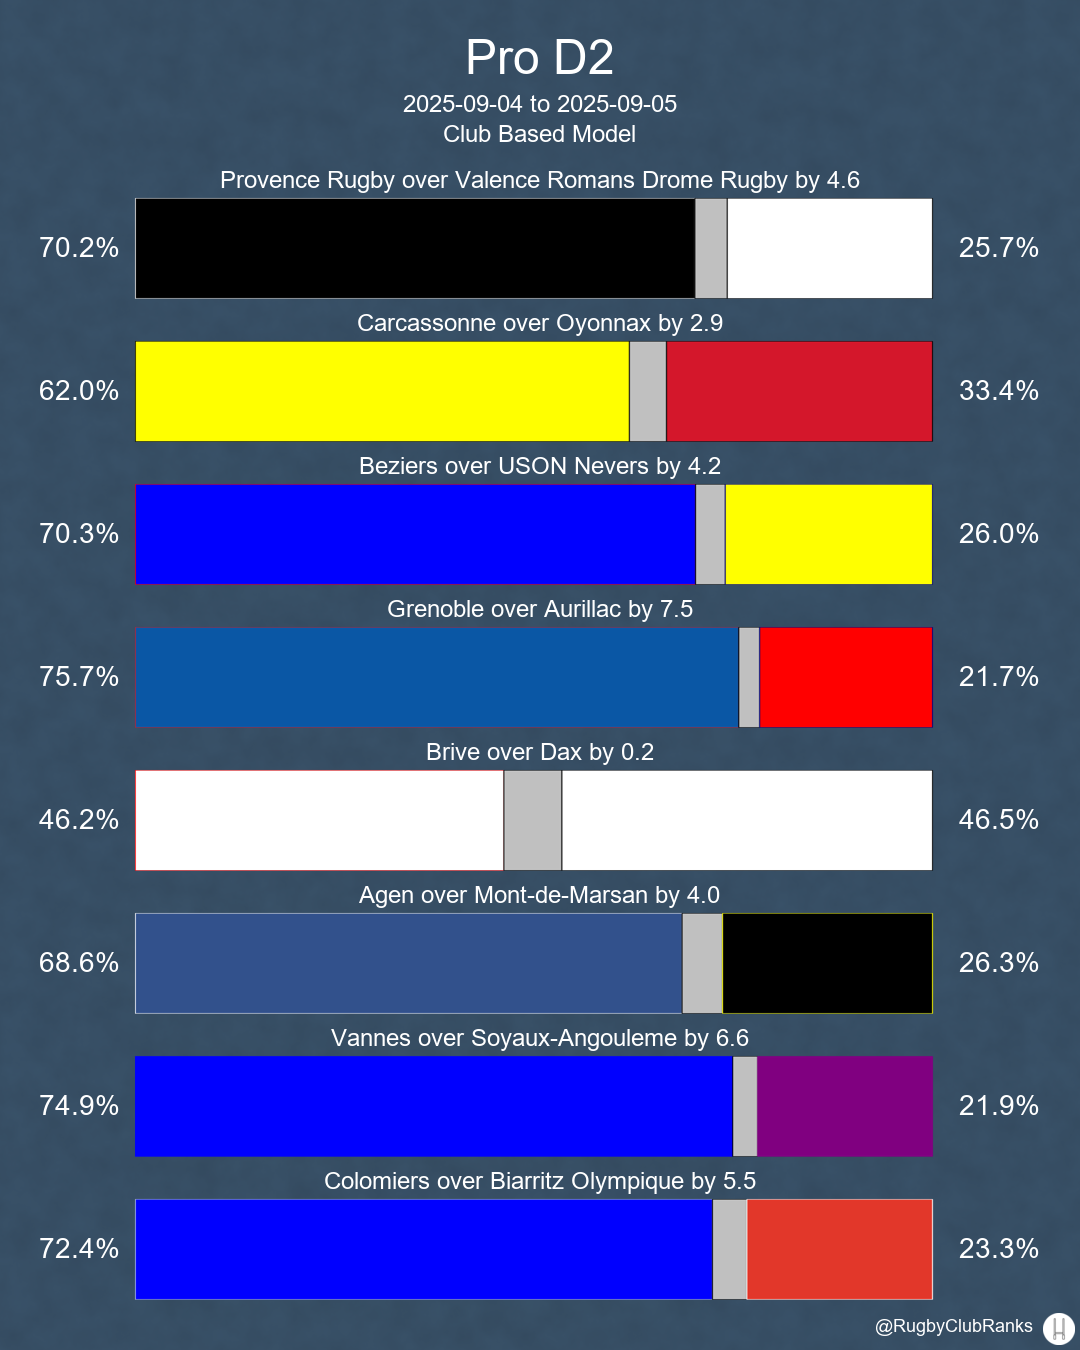 Pro D2
2025-09-04 to 2025-09-05
Club Based Model
Provence Rugby over Valence Romans Drome Rugby by 4.6
70.2%
25.7%
Carcassonne over Oyonnax by 2.9
62.0%
33.4%
Beziers over USON Nevers by 4.2
70.3%
26.0%
Grenoble over Aurillac by 7.5
75.7%
21.7%
Brive over Dax by 0.2
46.2%
46.5%
Agen over Mont-de-Marsan by 4.0
68.6%
26.3%
Vannes over Soyaux-Angouleme by 6.6
74.9%
21.9%
Colomiers over Biarritz Olympique by 5.5
72.4%
23.3%
@RugbyClubRanks